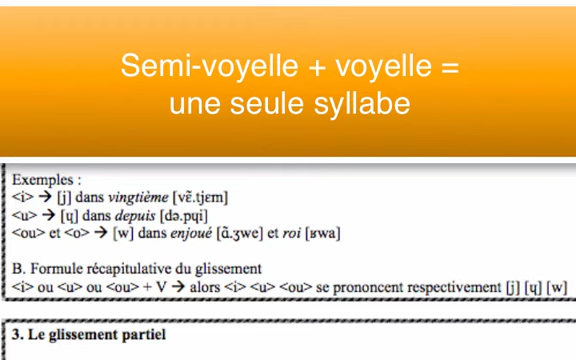 Semi-voyelle + voyelle =
une seule syllabe
Exemples :
<i> → [j] dans vingtième [vɛ̃.tjɛm]
<u> → [ɥ] dans depuis [də.pɥi]
<ou> et <o> → [w] dans enjoué [ɑ̃.ʒwe] et roi [ʁwa]
B. Formule récapitulative du glissement
<i> ou <u> ou <ou> + V → alors <i> <u> <ou> se prononcent respectivement [j] [ɥ] [w]
3. Le glissement partiel